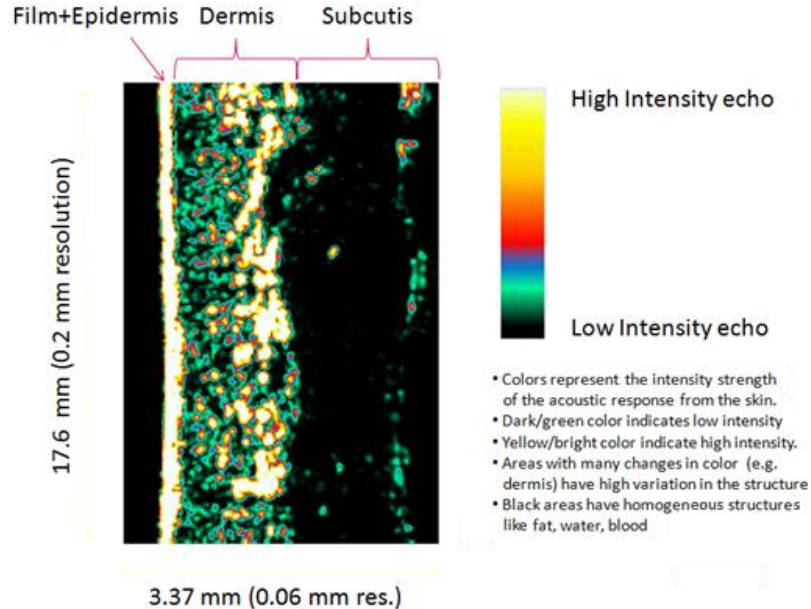 Film+Epidermis Dermis Subcutis
17.6 mm (0.2 mm resolution)
3.37 mm (0.06 mm res.)
High Intensity echo
Low Intensity echo
• Colors represent the intensity strength
of the acoustic response from the skin.
• Dark/green color indicates low intensity
• Yellow/bright color indicate high intensity.
• Areas with many changes in color (e.g.
dermis) have high variation in the structure
• Black areas have homogeneous structures
like fat, water, blood